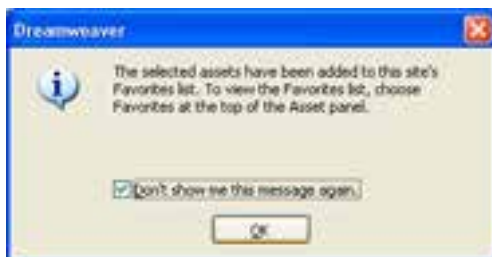 Dreamweaver
The selected assets have been added to this site's
Favorites list. To view the Favorites list, choose
Favorites at the top of the Asset panel.
Don't show me this message again.
OK